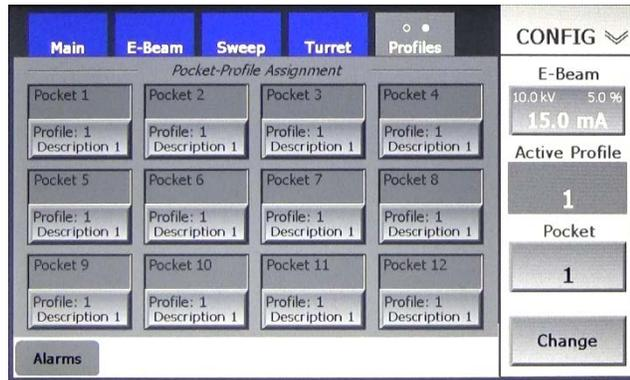 Main E-Beam Sweep Turret Profiles
CONFIG
Pocket-Profile Assignment
E-Beam
10.0 kV 5.0 %
15.0 mA
Pocket 1 Pocket 2 Pocket 3 Pocket 4
Profile: 1 Profile: 1 Profile: 1 Profile: 1
Description 1 Description 1 Description 1 Description 1
Active Profile
1
Pocket 5 Pocket 6 Pocket 7 Pocket 8
Profile: 1 Profile: 1 Profile: 1 Profile: 1
Description 1 Description 1 Description 1 Description 1
Pocket
1
Pocket 9 Pocket 10 Pocket 11 Pocket 12
Profile: 1 Profile: 1 Profile: 1 Profile: 1
Description 1 Description 1 Description 1 Description 1
Change
Alarms